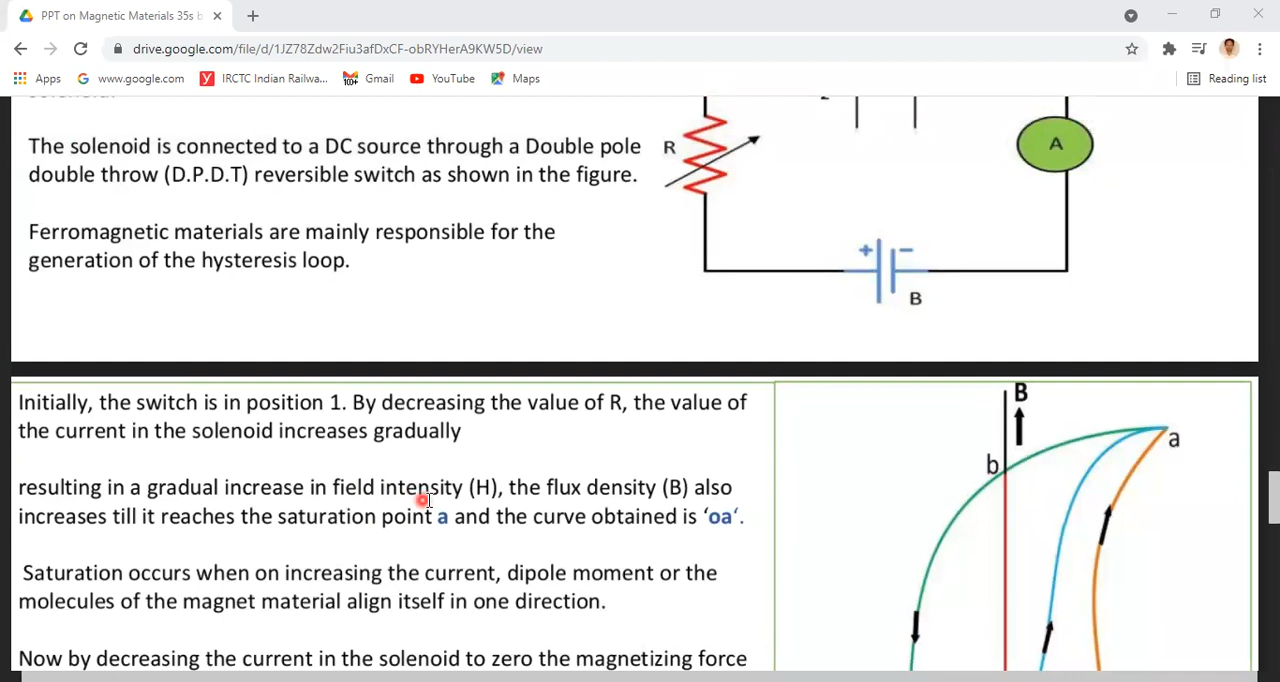 PPT on Magnetic Materials 35s b
drive.google.com/file/d/1JZ78Zdw2Fiu3afDxCF-obRYHerA9KW5D/view
Apps www.google.com IRCTC Indian Railwa... Gmail YouTube Maps Reading list
The solenoid is connected to a DC source through a Double pole
double throw (D.P.D.T) reversible switch as shown in the figure.
Ferromagnetic materials are mainly responsible for the
generation of the hysteresis loop.
R
A
+ −
B
Initially, the switch is in position 1. By decreasing the value of R, the value of
the current in the solenoid increases gradually
resulting in a gradual increase in field intensity (H), the flux density (B) also
increases till it reaches the saturation point a and the curve obtained is ‘oa‘.
Saturation occurs when on increasing the current, dipole moment or the
molecules of the magnet material align itself in one direction.
Now by decreasing the current in the solenoid to zero the magnetizing force
B
a
b